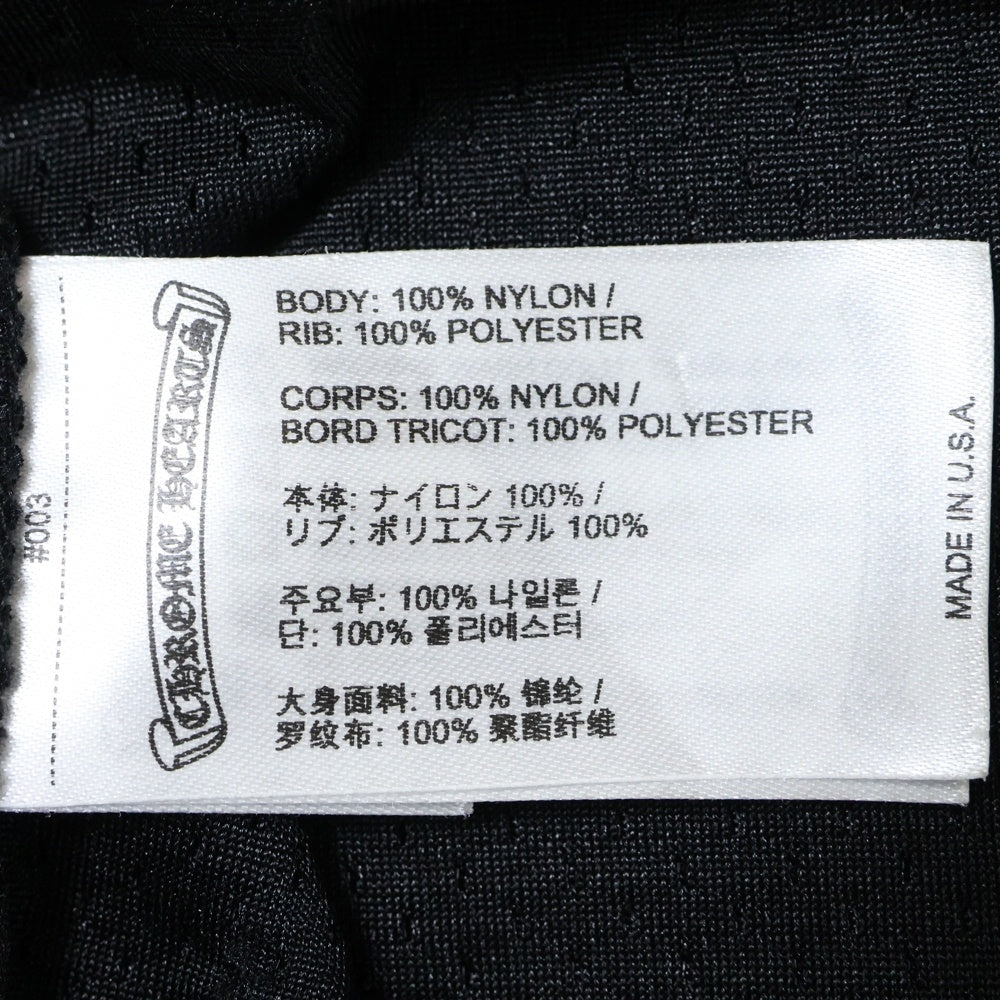 BODY: 100% NYLON /
RIB: 100% POLYESTER
CORPS: 100% NYLON /
BORD TRICOT: 100% POLYESTER
本体: ナイロン 100% /
リブ: ポリエステル 100%
주요부: 100% 나일론 /
단: 100% 폴리에스터
大身面料: 100% 锦纶 /
罗纹布: 100% 聚酯纤维
CHROME HEARTS
#003
MADE IN U.S.A.